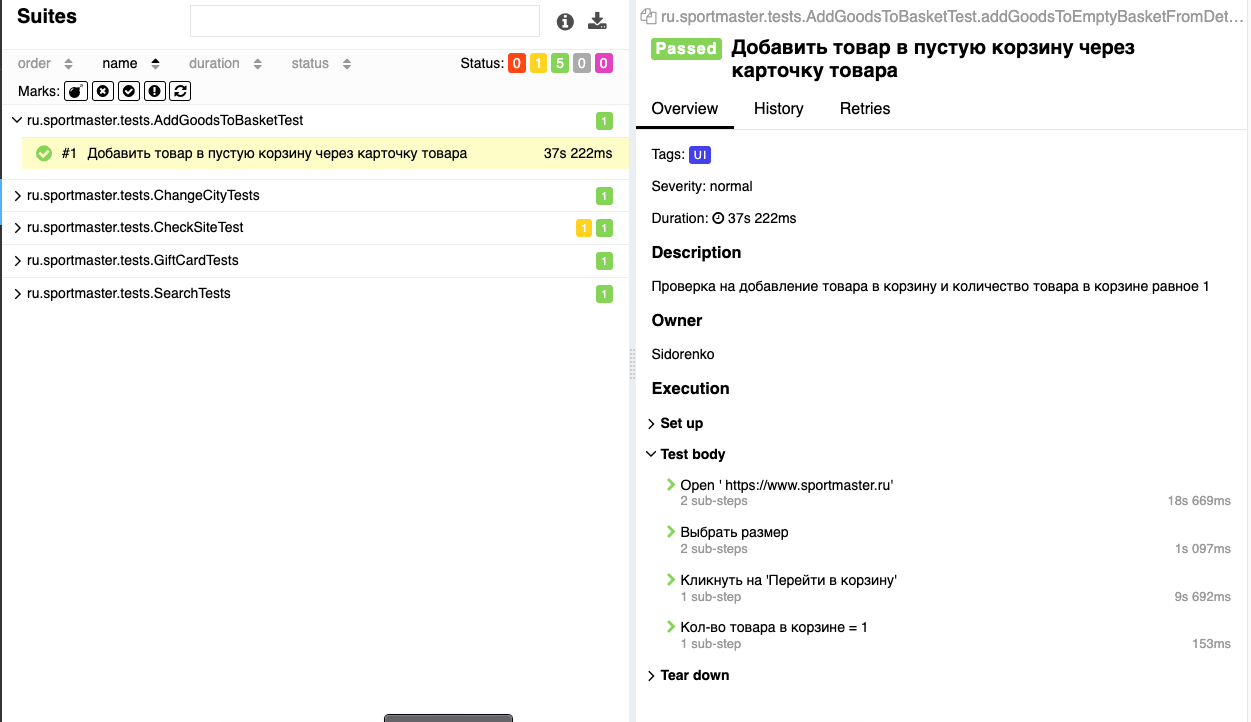 Suites
order name duration status Status: 0 1 5 0 0
Marks:
ru.sportmaster.tests.AddGoodsToBasketTest 1
#1 Добавить товар в пустую корзину через карточку товара 37s 222ms
ru.sportmaster.tests.ChangeCityTests 1
ru.sportmaster.tests.CheckSiteTest 1 1
ru.sportmaster.tests.GiftCardTests 1
ru.sportmaster.tests.SearchTests 1
ru.sportmaster.tests.AddGoodsToBasketTest.addGoodsToEmptyBasketFromDet...
Passed Добавить товар в пустую корзину через
карточку товара
Overview History Retries
Tags: UI
Severity: normal
Duration: 37s 222ms
Description
Проверка на добавление товара в корзину и количество товара в корзине равное 1
Owner
Sidorenko
Execution
Set up
Test body
Open ' https://www.sportmaster.ru'
2 sub-steps 18s 669ms
Выбрать размер
2 sub-steps 1s 097ms
Кликнуть на 'Перейти в корзину'
1 sub-step 9s 692ms
Кол-во товара в корзине = 1
1 sub-step 153ms
Tear down